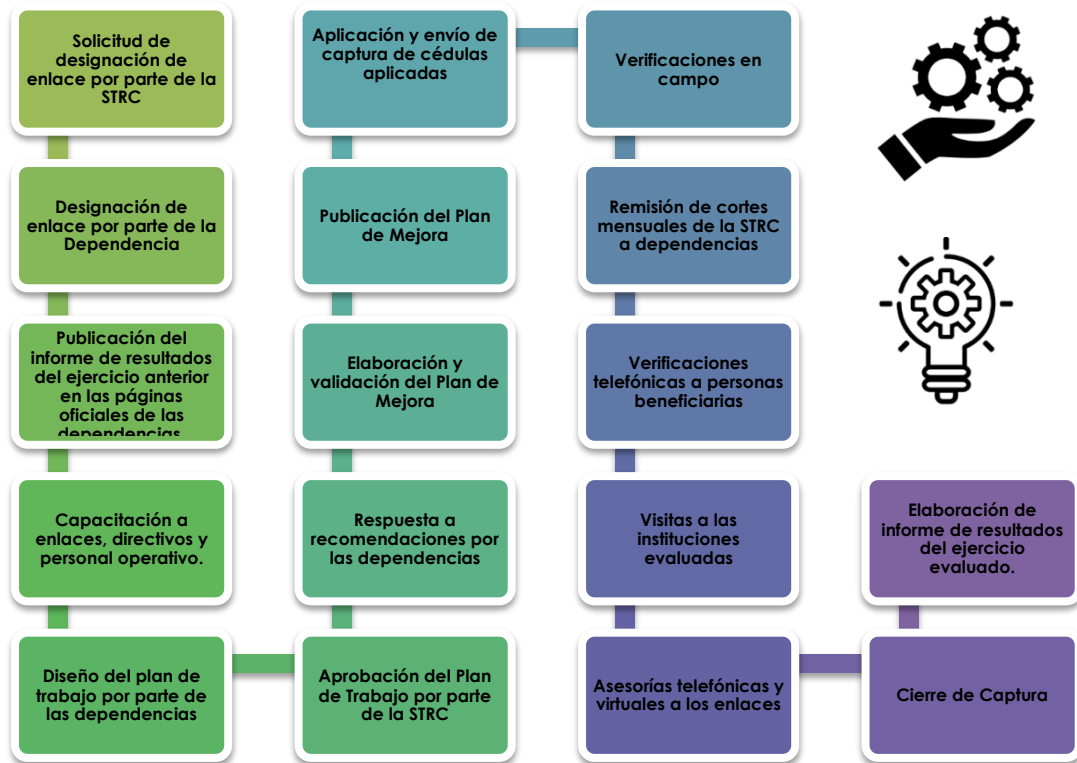 Solicitud de
designación de
enlace por parte de la
STRC
Designación de
enlace por parte de la
Dependencia
Publicación del
informe de resultados
del ejercicio anterior
en las páginas
oficiales de las
dependencias
Capacitación a
enlaces, directivos y
personal operativo.
Diseño del plan de
trabajo por parte de
las dependencias
Aprobación del Plan
de Trabajo por parte
de la STRC
Respuesta a
recomendaciones por
las dependencias
Elaboración y
validación del Plan de
Mejora
Publicación del Plan
de Mejora
Aplicación y envío de
captura de cédulas
aplicadas
Verificaciones en
campo
Remisión de cortes
mensuales de la STRC
a dependencias
Verificaciones
telefónicas a personas
beneficiarias
Visitas a las
instituciones
evaluadas
Asesorías telefónicas y
virtuales a los enlaces
Cierre de Captura
Elaboración de
informe de resultados
del ejercicio
evaluado.